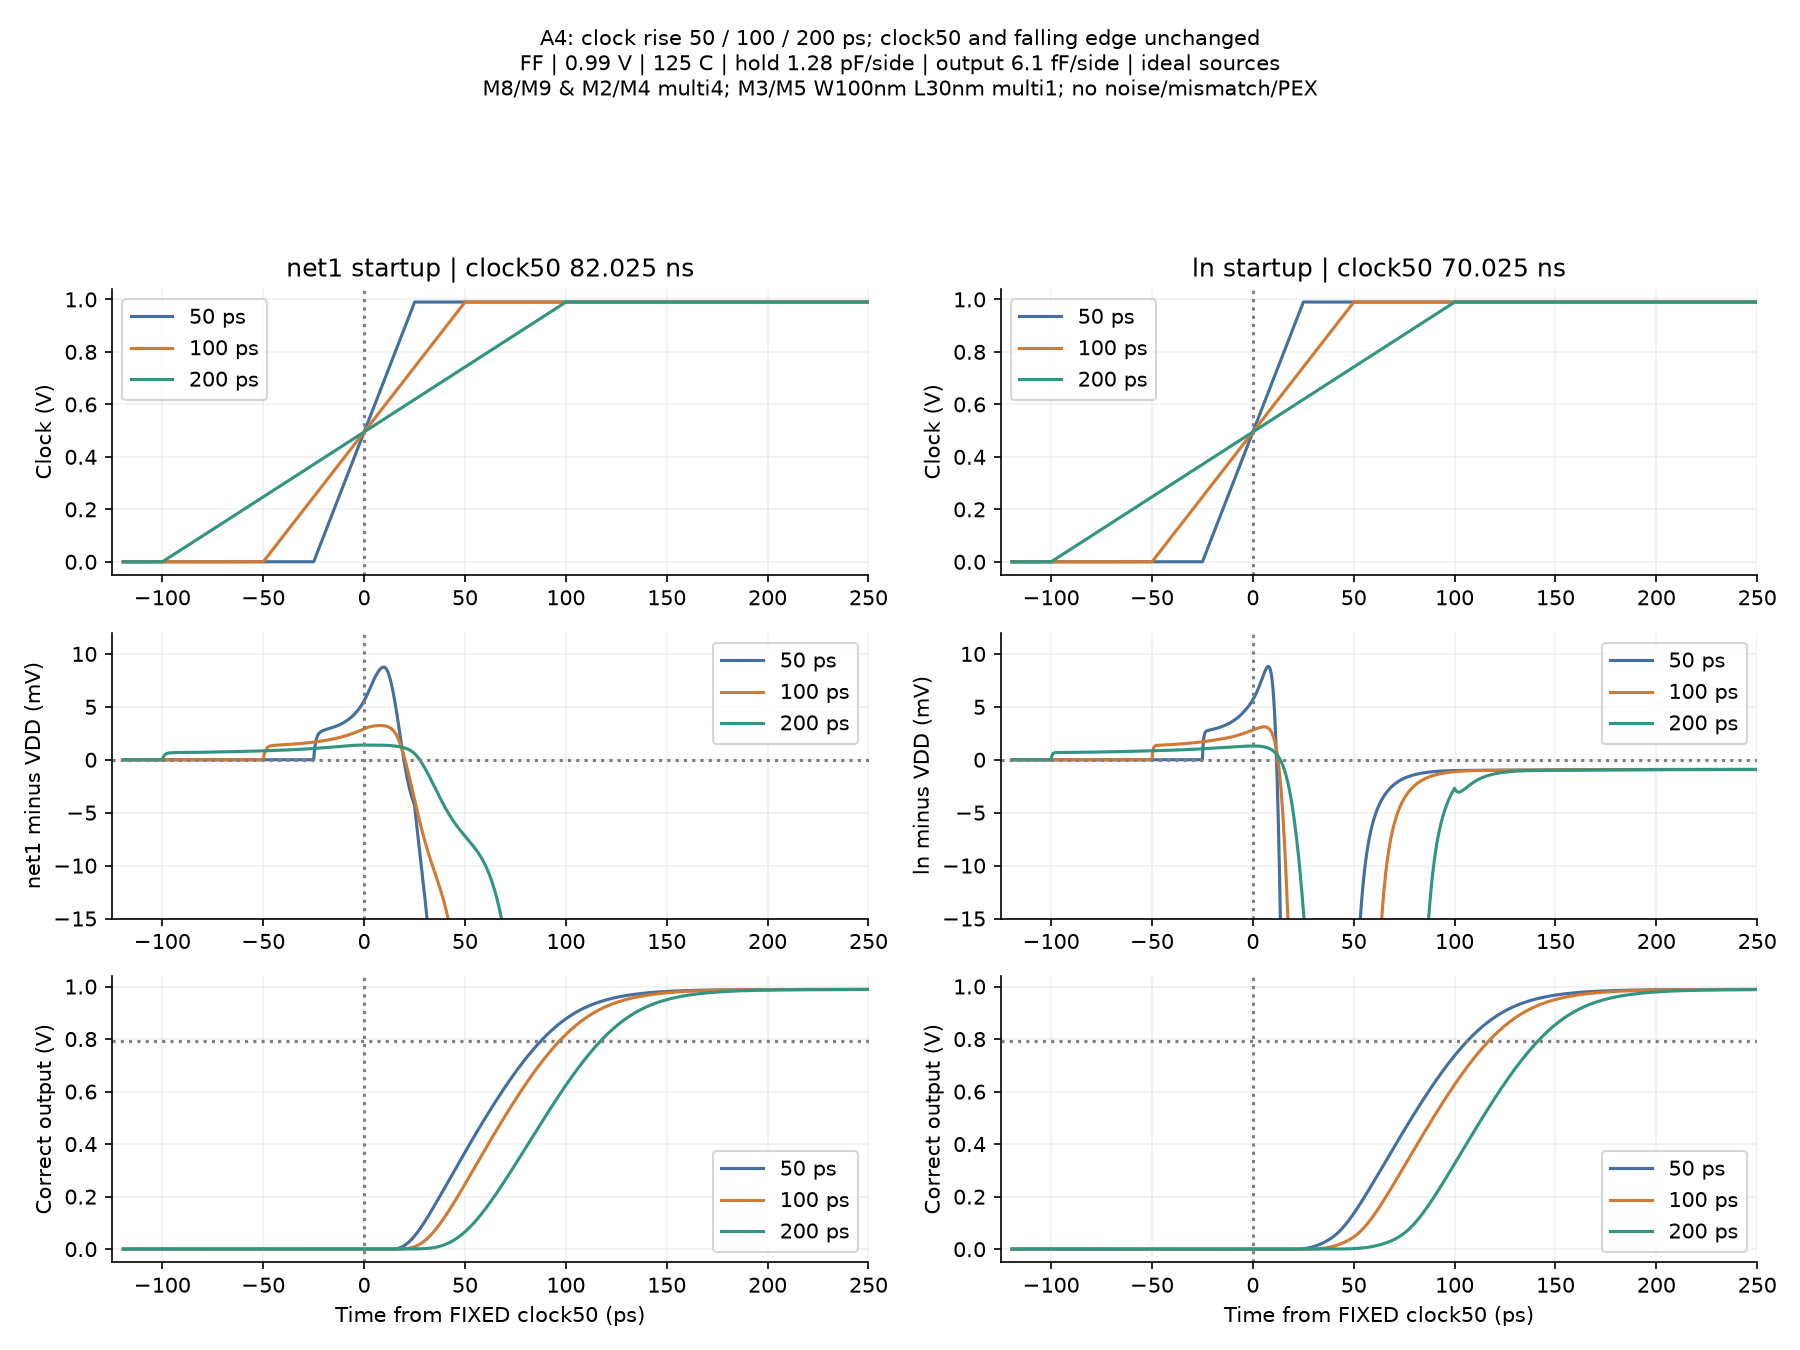 A4: clock rise 50 / 100 / 200 ps; clock50 and falling edge unchanged
FF | 0.99 V | 125 C | hold 1.28 pF/side | output 6.1 fF/side | ideal sources
M8/M9 & M2/M4 multi4; M3/M5 W100nm L30nm multi1; no noise/mismatch/PEX
net1 startup | clock50 82.025 ns
Clock (V)
1.0
0.8
0.6
0.4
0.2
0.0
50 ps
100 ps
200 ps
−100 −50 0 50 100 150 200 250
ln startup | clock50 70.025 ns
Clock (V)
1.0
0.8
0.6
0.4
0.2
0.0
50 ps
100 ps
200 ps
−100 −50 0 50 100 150 200 250
net1 minus VDD (mV)
10
5
0
−5
−10
−15
50 ps
100 ps
200 ps
−100 −50 0 50 100 150 200 250
ln minus VDD (mV)
10
5
0
−5
−10
−15
50 ps
100 ps
200 ps
−100 −50 0 50 100 150 200 250
Correct output (V)
1.0
0.8
0.6
0.4
0.2
0.0
50 ps
100 ps
200 ps
−100 −50 0 50 100 150 200 250
Time from FIXED clock50 (ps)
Correct output (V)
1.0
0.8
0.6
0.4
0.2
0.0
50 ps
100 ps
200 ps
−100 −50 0 50 100 150 200 250
Time from FIXED clock50 (ps)